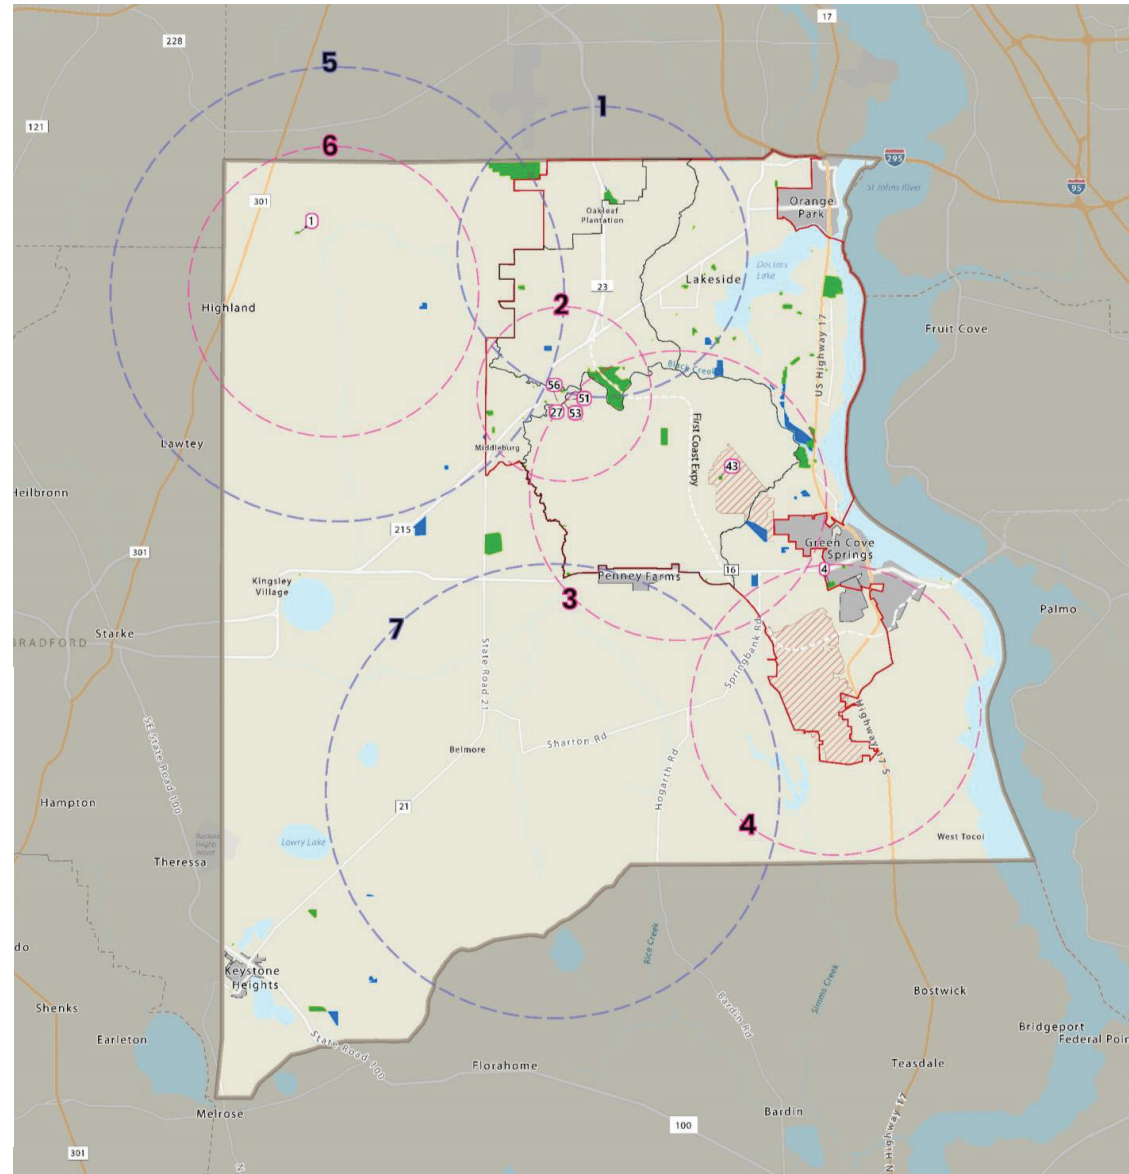 17
228
5
1
121
6
295
95
St Johns River
301
1
Orange
Park
Oakleaf
Plantation
Doctors
Lake
Lakeside
23
Highland
2
Fruit Cove
US Highway 17
Black Creek
56
51
27
53
First Coast Expy
Lawtey
Middleburg
43
Heilbronn
215
301
Green Cove
Springs
16
4
Penney Farms
Kingsley
Village
3
Palmo
7
Starke
BRADFORD
State Road 21
Springbank Rd
SE State Road 100
Sharron Rd
Belmore
Highway 17 S
Hogarth Rd
Hampton
21
4
West Tocoi
Lowry Lake
Theressa
do
Rice Creek
Keystone
Heights
Simms Creek
Bostwick
Shenks
Bardin Rd
Bridgeport
Federal Poin
Earleton
State Road 100
Florahome
Teasdale
Melrose
Bardin
100
N Highway 17
301
N